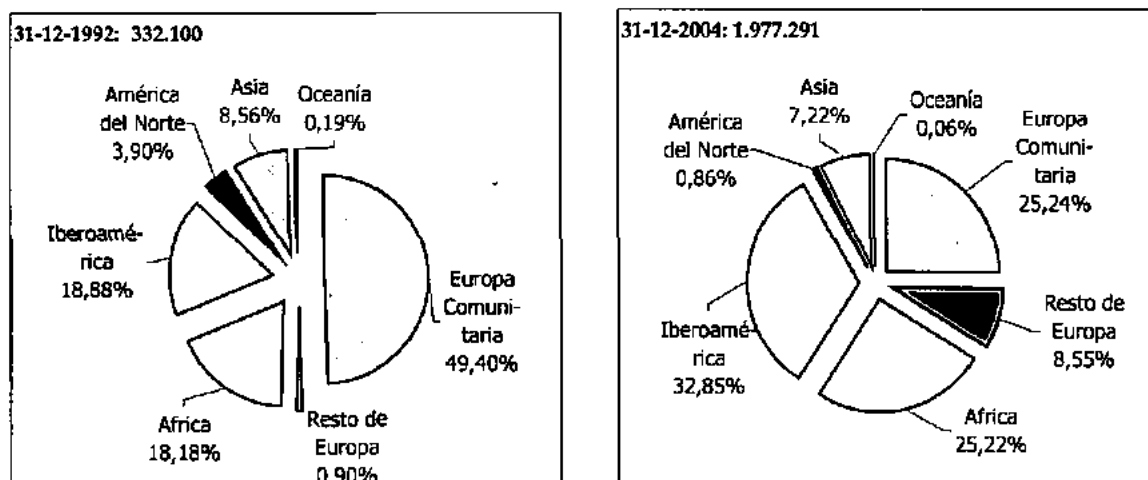 31-12-1992: 332.100
América
del Norte
3,90%
Asia
8,56%
Oceanía
0,19%
Iberoamé-
rica
18,88%
Europa
Comuni-
taria
49,40%
Africa
18,18%
Resto de
Europa
0,90%
31-12-2004: 1.977.291
América
del Norte
0,86%
Asia
7,22%
Oceanía
0,06%
Europa
Comuni-
taria
25,24%
Iberoamé-
rica
32,85%
Resto de
Europa
8,55%
Africa
25,22%